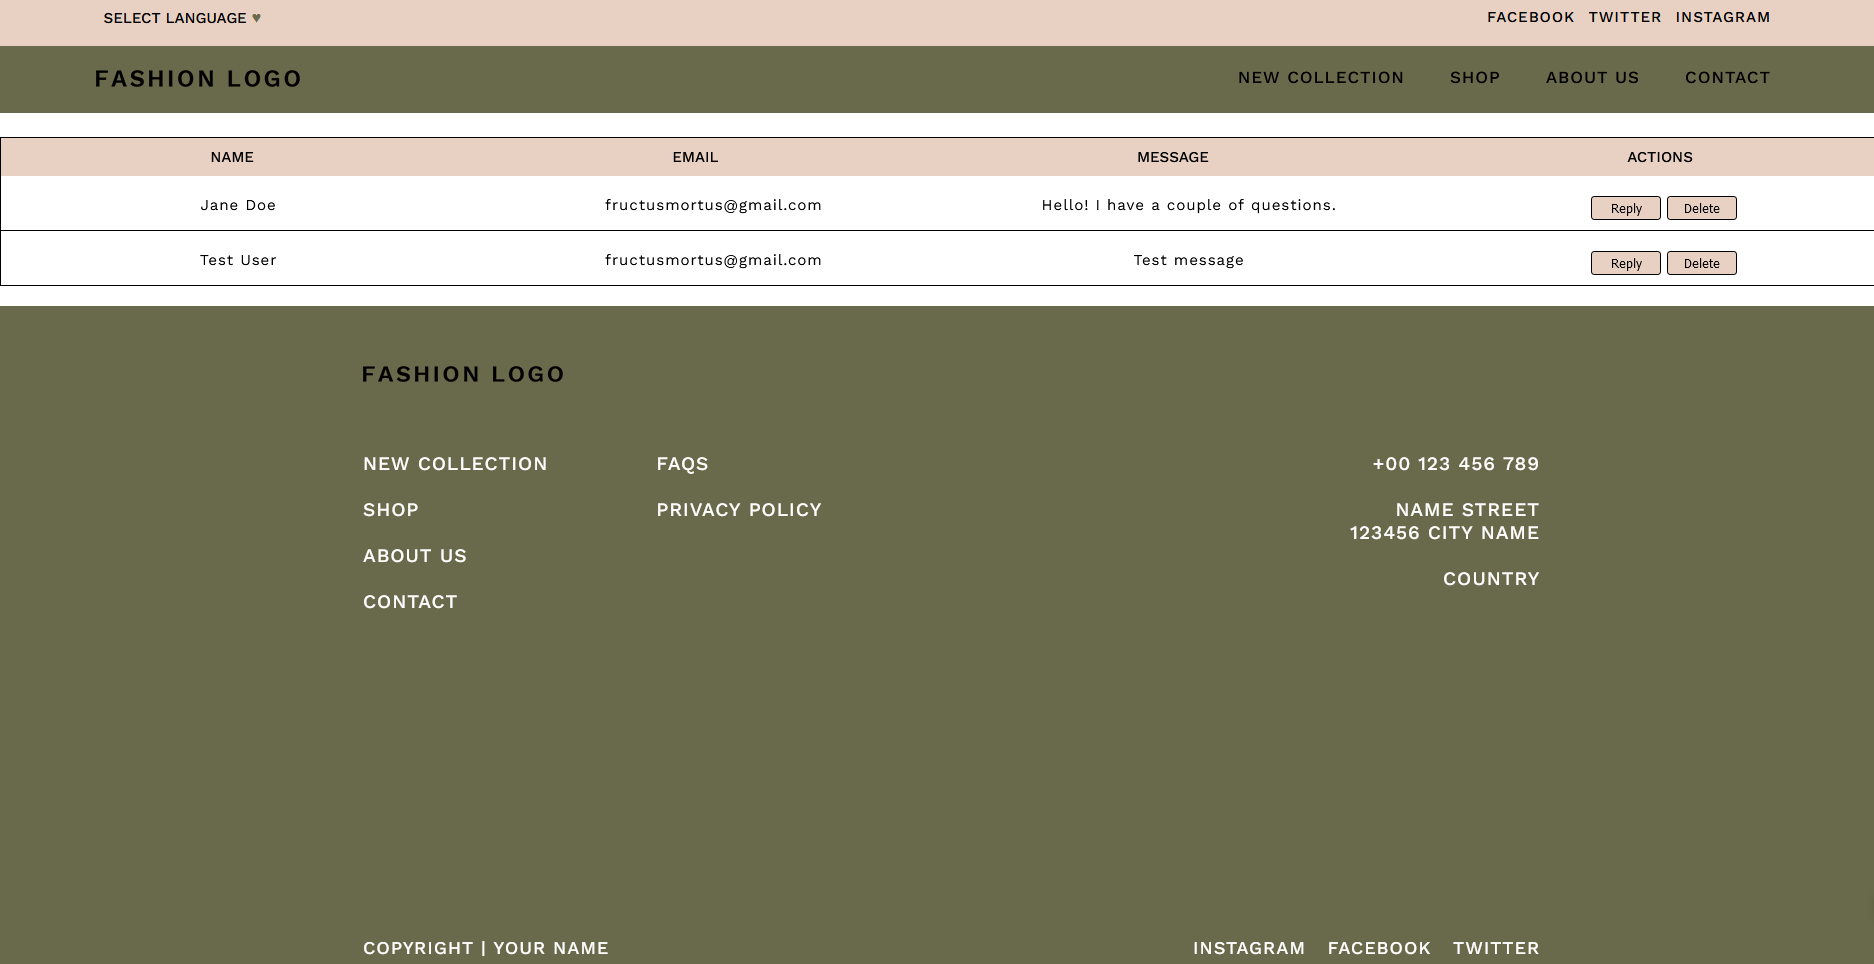 SELECT LANGUAGE ♥ FACEBOOK TWITTER INSTAGRAM
FASHION LOGO NEW COLLECTION SHOP ABOUT US CONTACT
NAME EMAIL MESSAGE ACTIONS
Jane Doe fructusmortus@gmail.com Hello! I have a couple of questions. Reply Delete
Test User fructusmortus@gmail.com Test message Reply Delete
FASHION LOGO
NEW COLLECTION FAQS +00 123 456 789
SHOP PRIVACY POLICY NAME STREET
123456 CITY NAME
ABOUT US
COUNTRY
CONTACT
COPYRIGHT | YOUR NAME INSTAGRAM FACEBOOK TWITTER